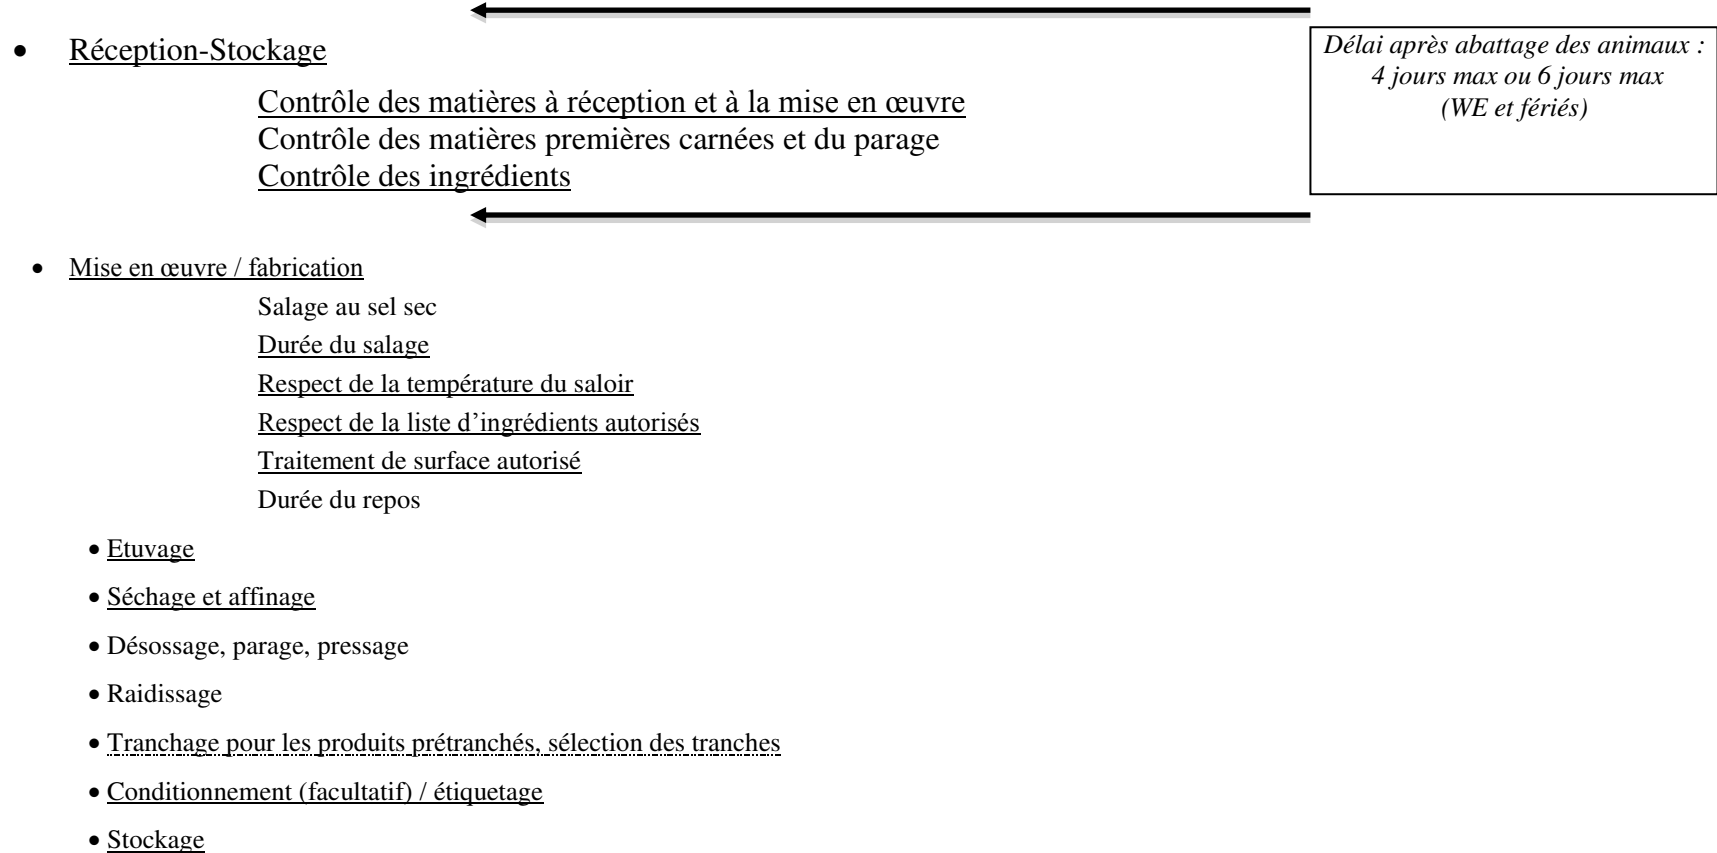 • Réception-Stockage
Délai après abattage des animaux :
4 jours max ou 6 jours max
(WE et fériés)
Contrôle des matières à réception et à la mise en œuvre
Contrôle des matières premières carnées et du parage
Contrôle des ingrédients
• Mise en œuvre / fabrication
Salage au sel sec
Durée du salage
Respect de la température du saloir
Respect de la liste d’ingrédients autorisés
Traitement de surface autorisé
Durée du repos
• Etuvage
• Séchage et affinage
• Désossage, parage, pressage
• Raidissage
• Tranchage pour les produits prétranchés, sélection des tranches
• Conditionnement (facultatif) / étiquetage
• Stockage